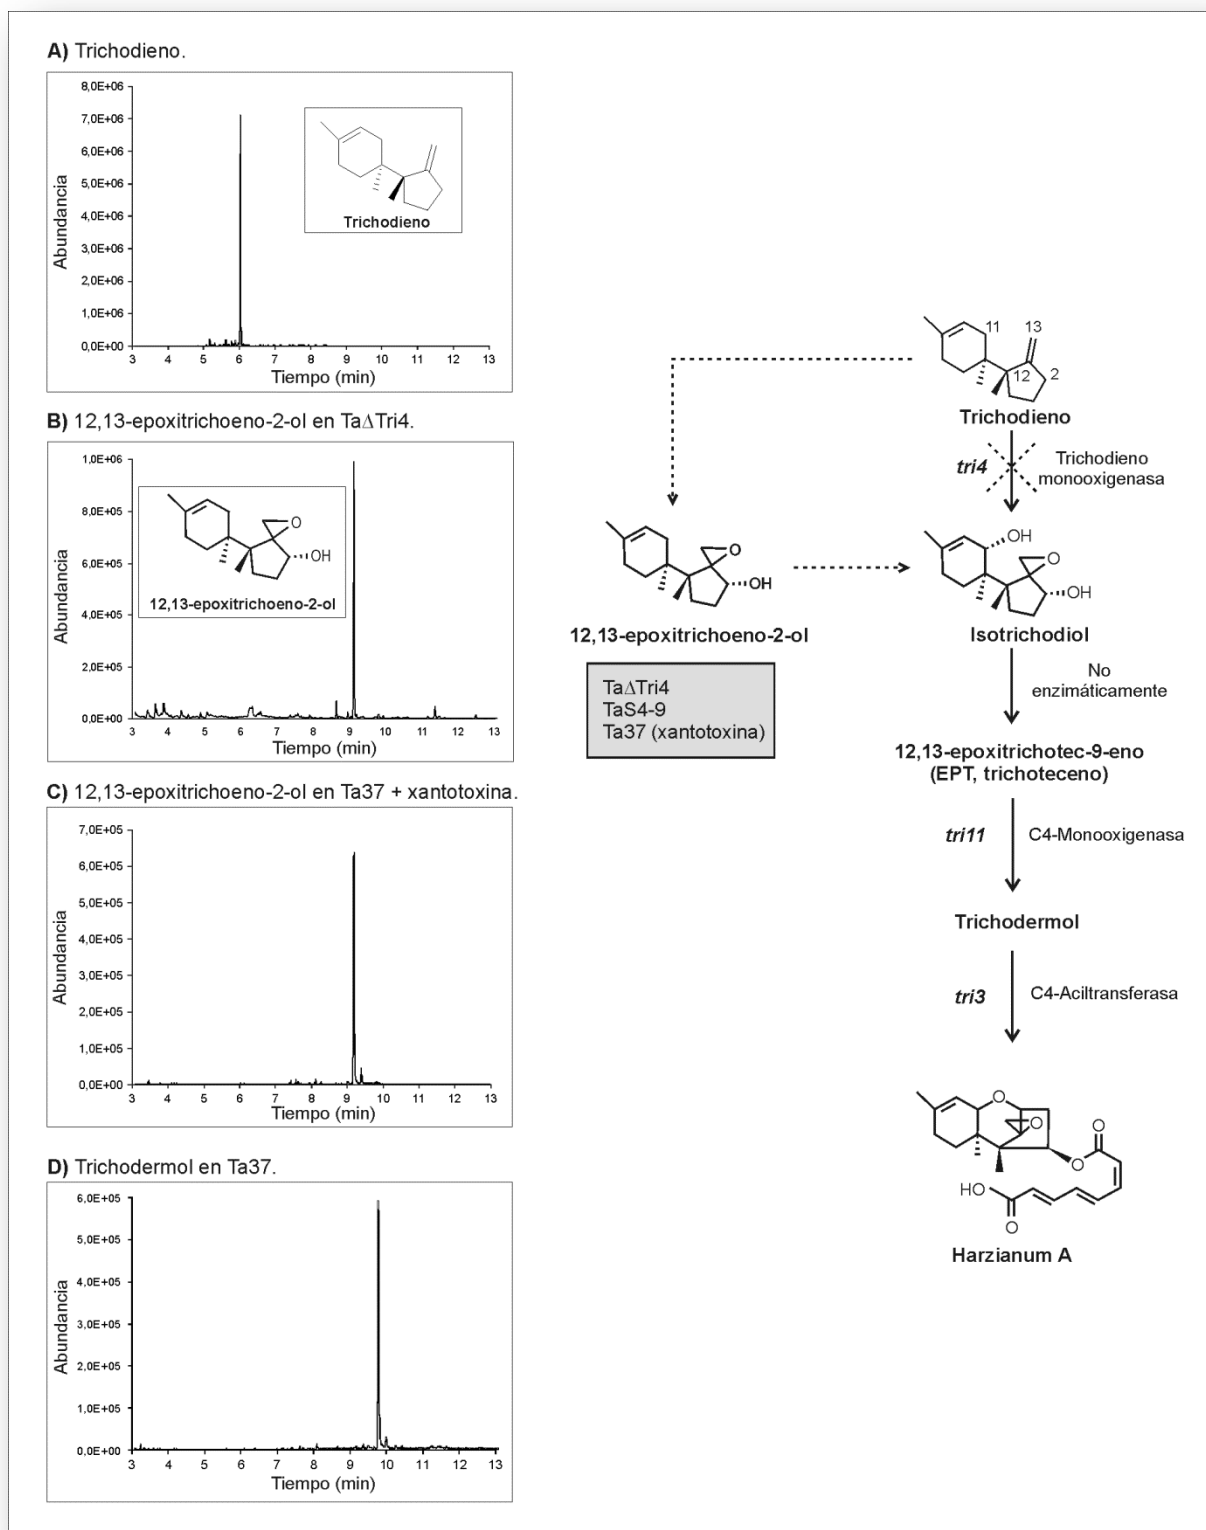 A) Trichodieno.
8,0E+06
7,0E+06
6,0E+06
5,0E+06
4,0E+06
3,0E+06
2,0E+06
1,0E+06
0,0E+00
Abundancia
3 4 5 6 7 8 9 10 11 12 13
Tiempo (min)
Trichodieno
B) 12,13-epoxitrichoeno-2-ol en Ta∆Tri4.
1,0E+06
8,0E+05
6,0E+05
4,0E+05
2,0E+05
0,0E+00
Abundancia
3 4 5 6 7 8 9 10 11 12 13
Tiempo (min)
O
OH
12,13-epoxitrichoeno-2-ol
C) 12,13-epoxitrichoeno-2-ol en Ta37 + xantotoxina.
7,0E+05
6,0E+05
5,0E+05
4,0E+05
3,0E+05
2,0E+05
1,0E+05
0,0E+00
Abundancia
3 4 5 6 7 8 9 10 11 12 13
Tiempo (min)
D) Trichodermol en Ta37.
6,0E+05
5,0E+05
4,0E+05
3,0E+05
2,0E+05
1,0E+05
0,0E+00
Abundancia
3 4 5 6 7 8 9 10 11 12 13
Tiempo (min)
11 13
12 2
Trichodieno
tri4
Trichodieno
monooxigenasa
O
OH
12,13-epoxitrichoeno-2-ol
Ta∆Tri4
TaS4-9
Ta37 (xantotoxina)
OH
O
OH
Isotrichodiol
No
enzimáticamente
12,13-epoxitrichotec-9-eno
(EPT, trichoteceno)
tri11
C4-Monooxigenasa
Trichodermol
tri3
C4-Aciltransferasa
O
O
O
O
HO
O
Harzianum A